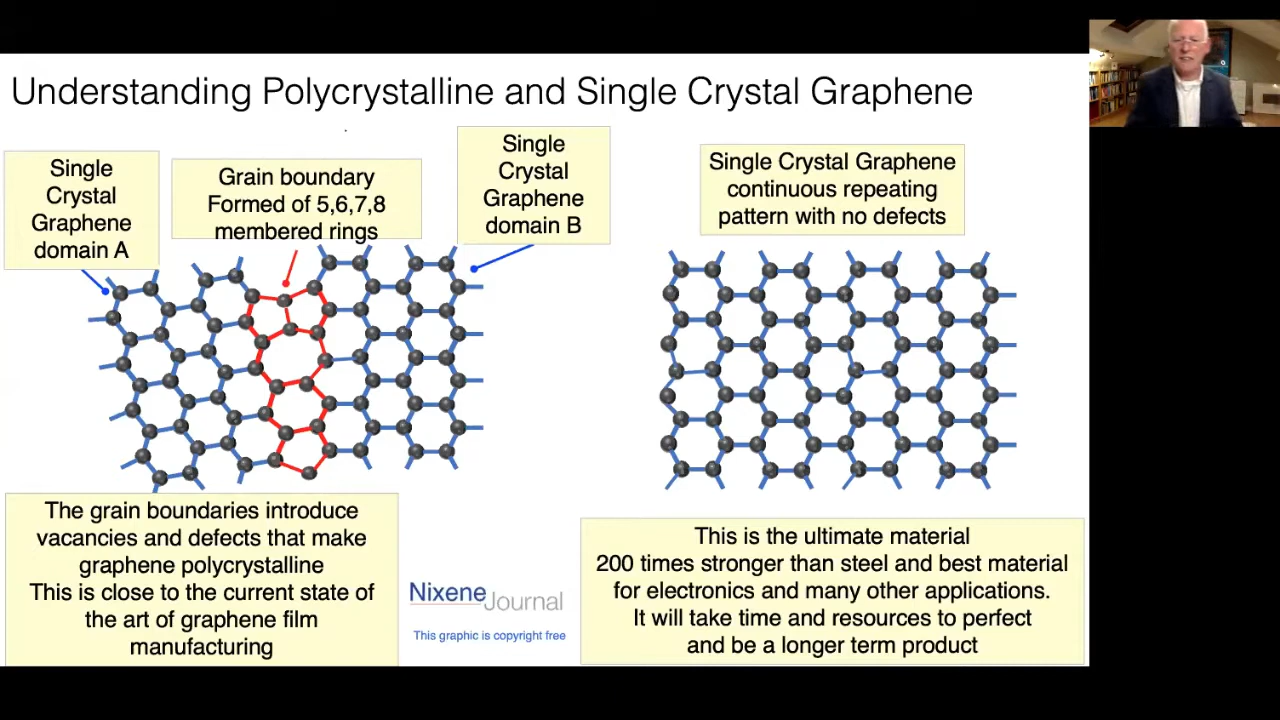 Understanding Polycrystalline and Single Crystal Graphene
Single
Crystal
Graphene
domain A
Grain boundary
Formed of 5,6,7,8
membered rings
Single
Crystal
Graphene
domain B
Single Crystal Graphene
continuous repeating
pattern with no defects
The grain boundaries introduce
vacancies and defects that make
graphene polycrystalline
This is close to the current state of
the art of graphene film
manufacturing
Nixene Journal
This graphic is copyright free
This is the ultimate material
200 times stronger than steel and best material
for electronics and many other applications.
It will take time and resources to perfect
and be a longer term product